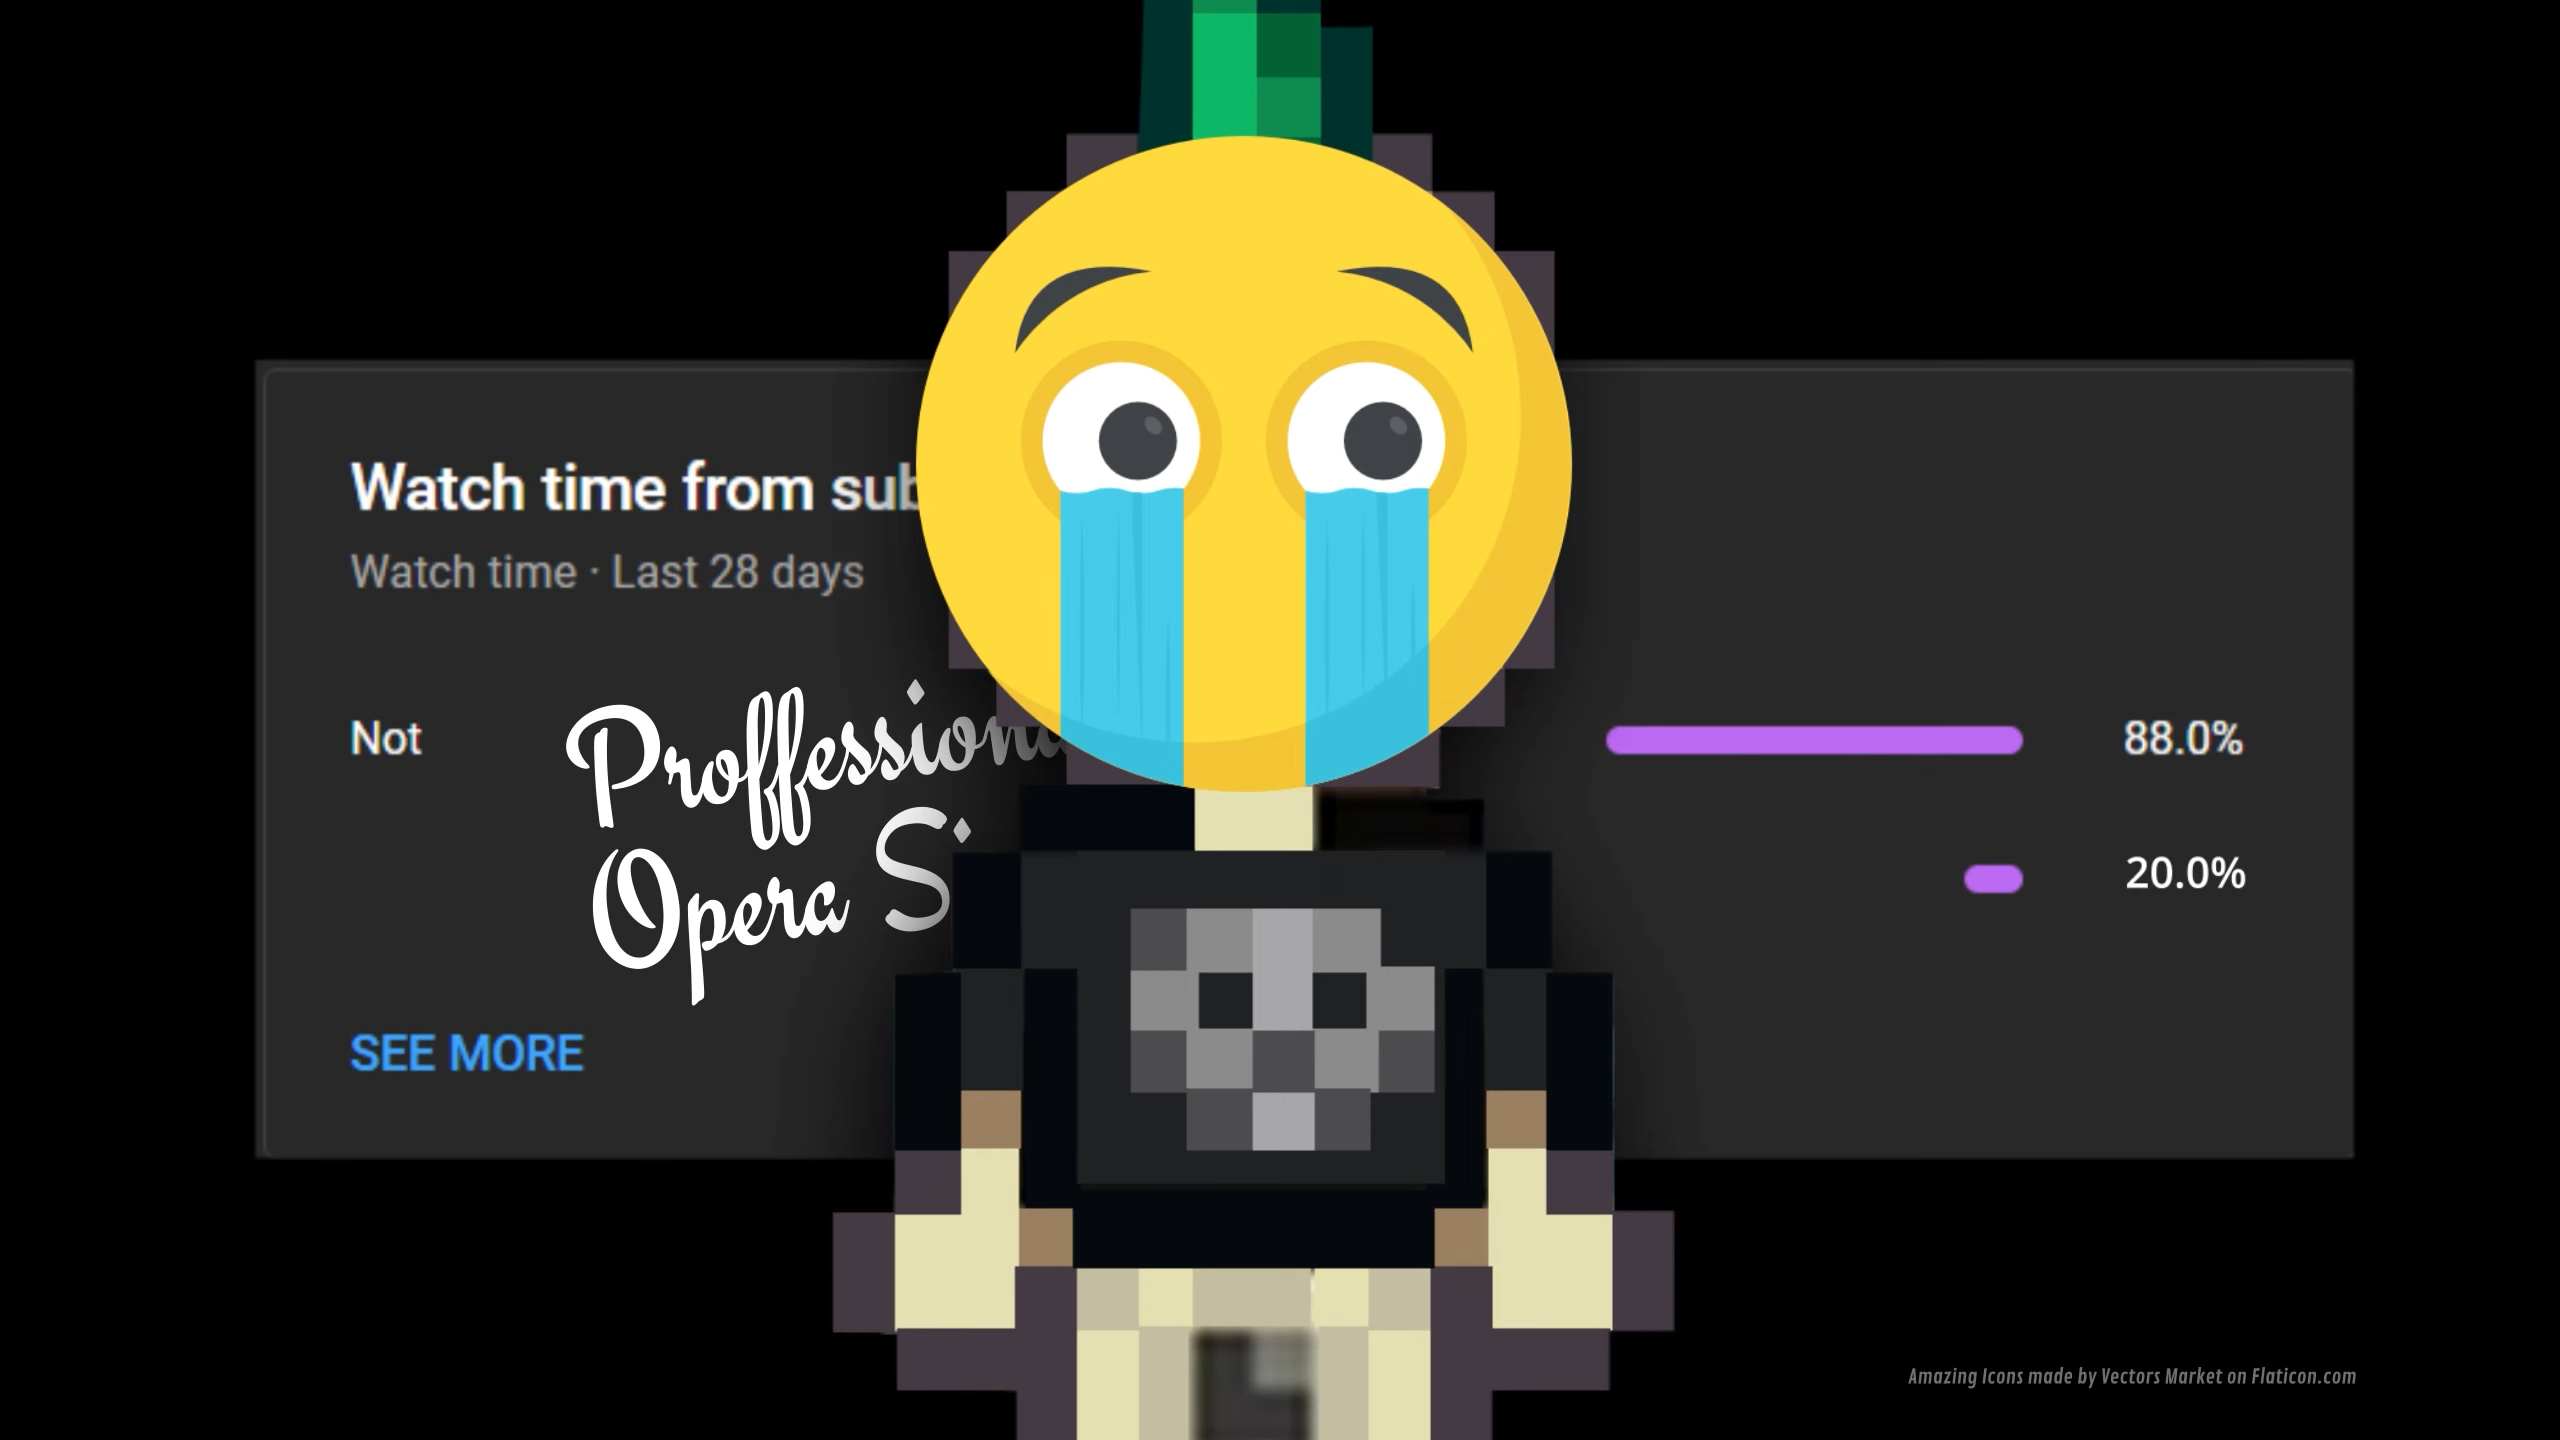 Watch time from sub
Watch time · Last 28 days
Not
88.0%
Proffessiona
20.0%
Opera S
SEE MORE
Amazing Icons made by Vectors Market on Flaticon.com